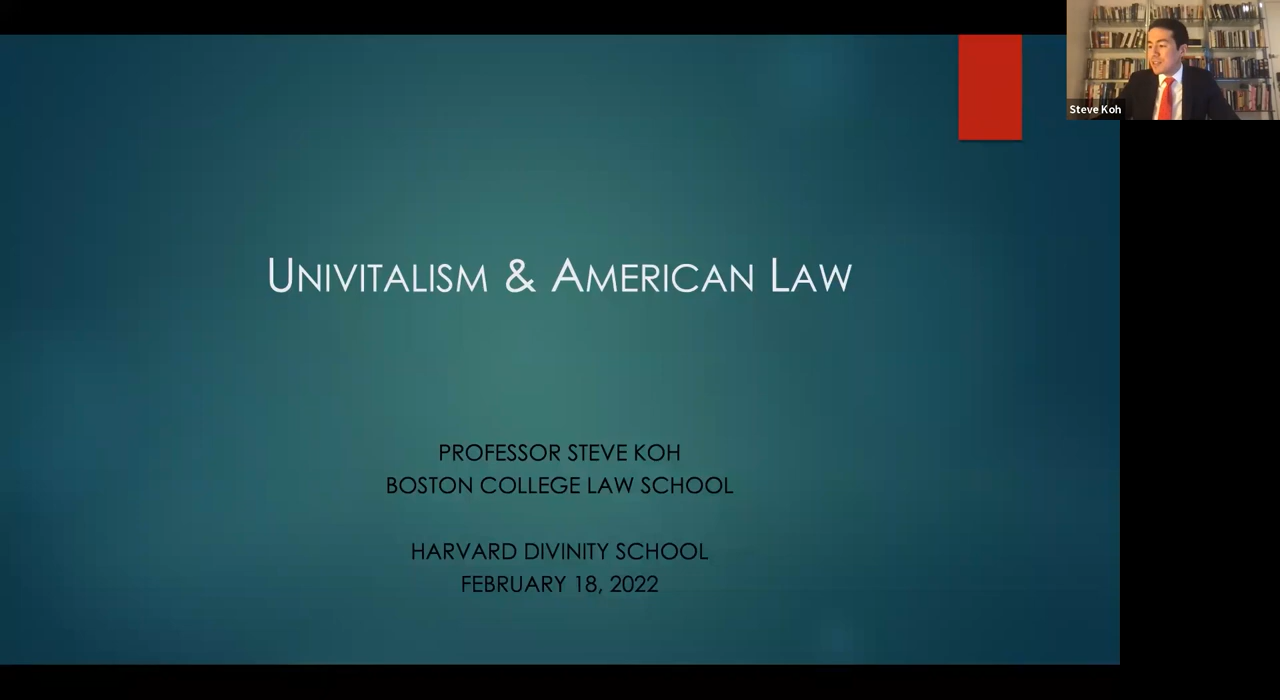 Steve Koh
UNIVITALISM & AMERICAN LAW
PROFESSOR STEVE KOH
BOSTON COLLEGE LAW SCHOOL
HARVARD DIVINITY SCHOOL
FEBRUARY 18, 2022